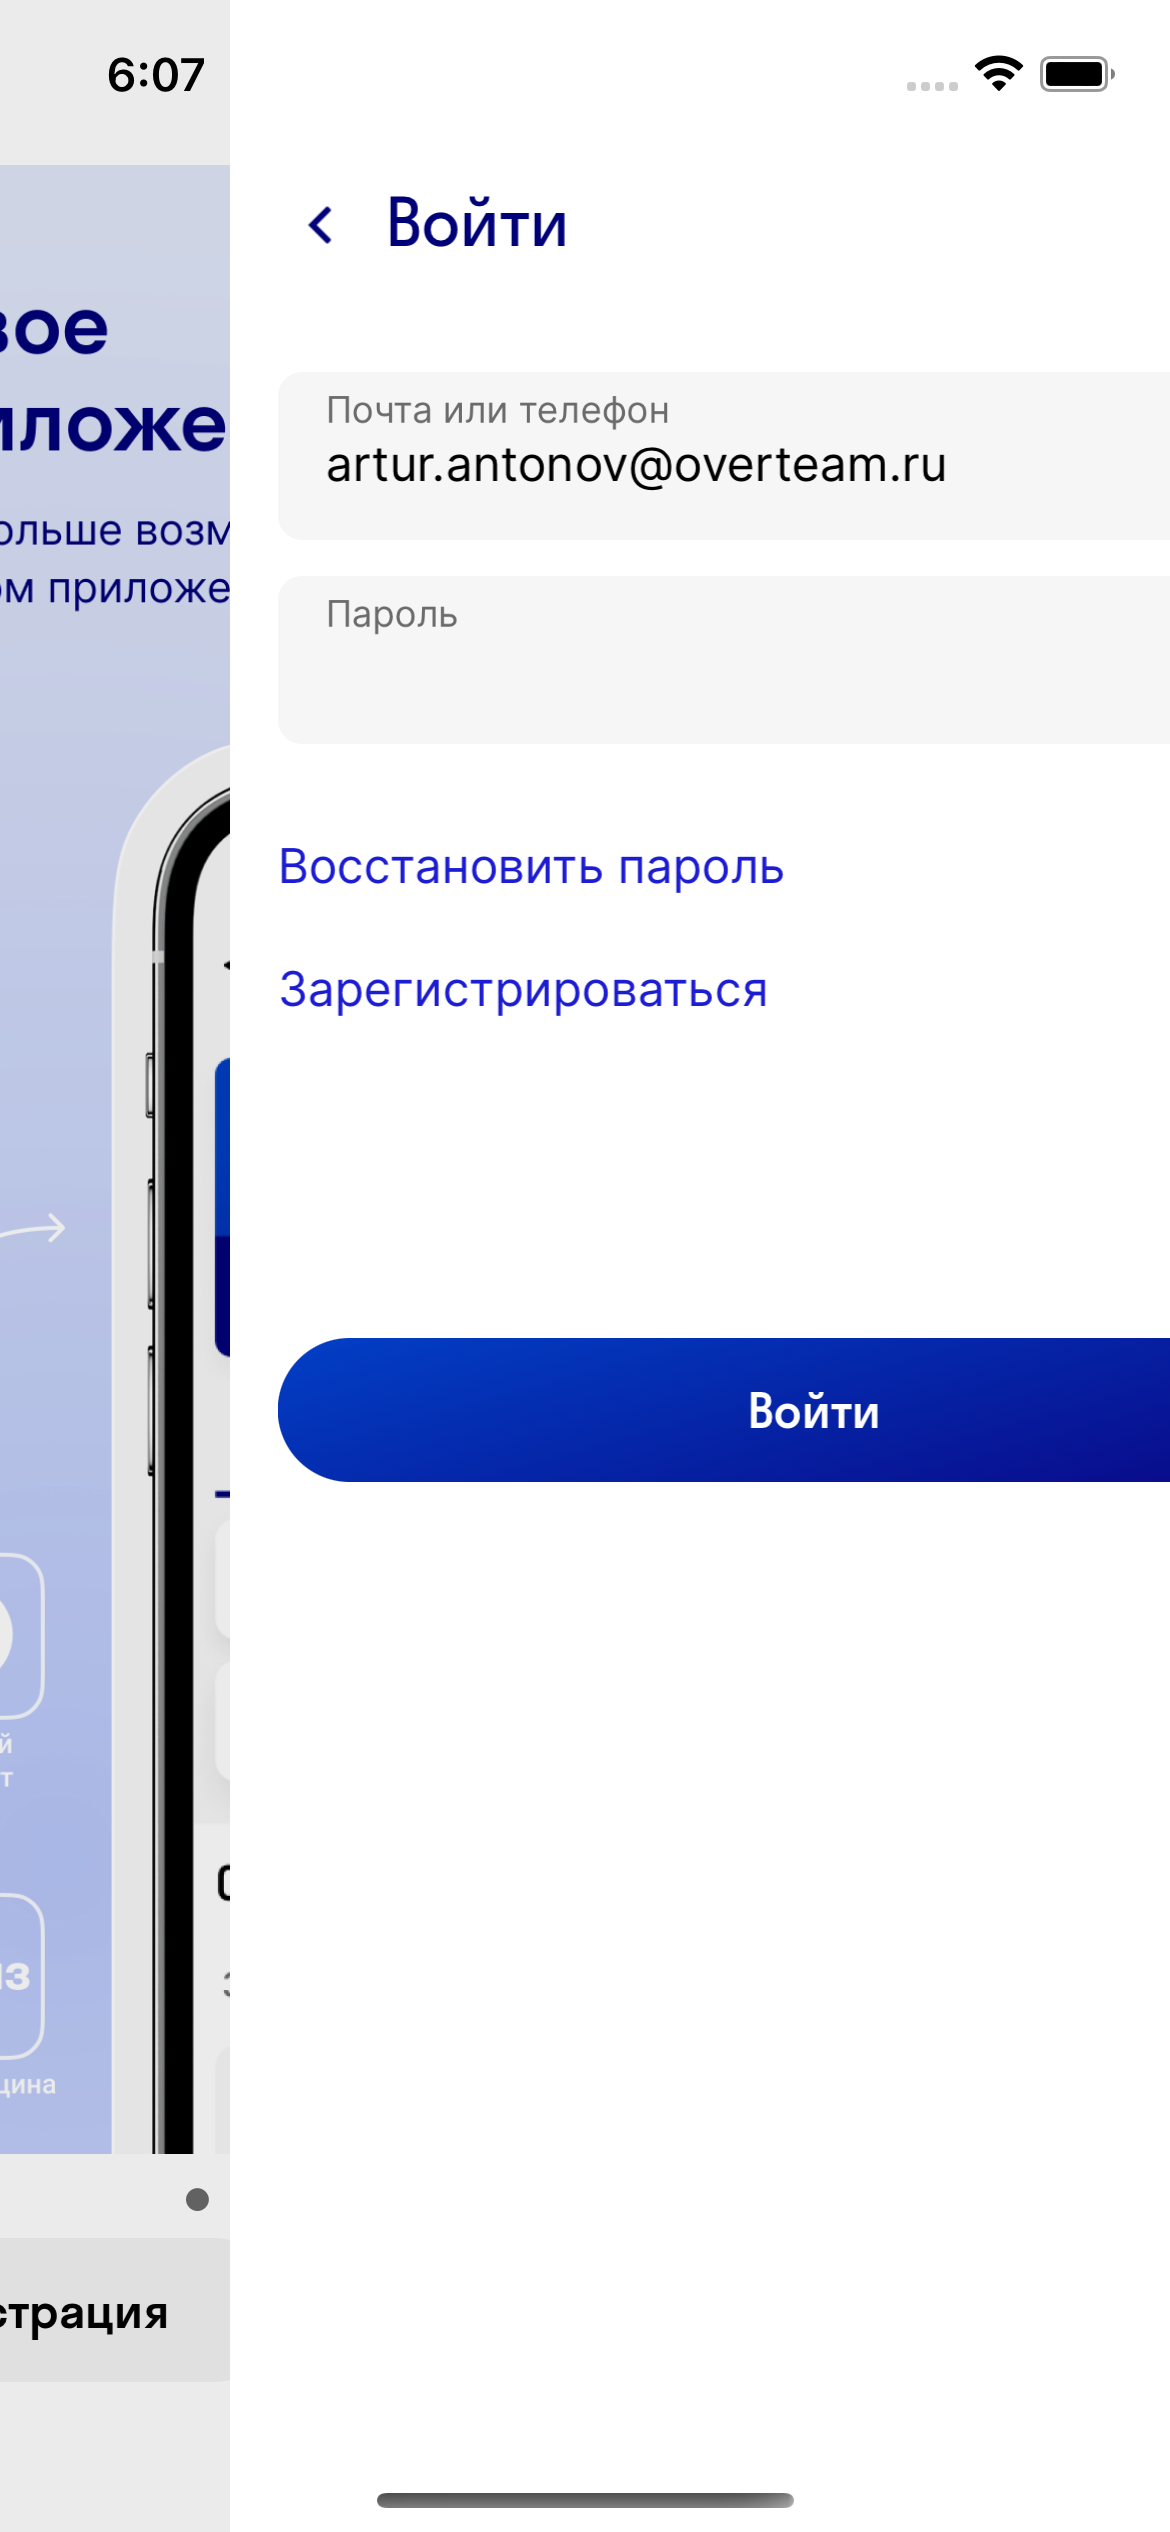 6:07
Войти
Почта или телефон
artur.antonov@overteam.ru
Пароль
Восстановить пароль
Зарегистрироваться
Войти
вое
иложе
ольше возм
ом приложе
й
т
из
цина
страция